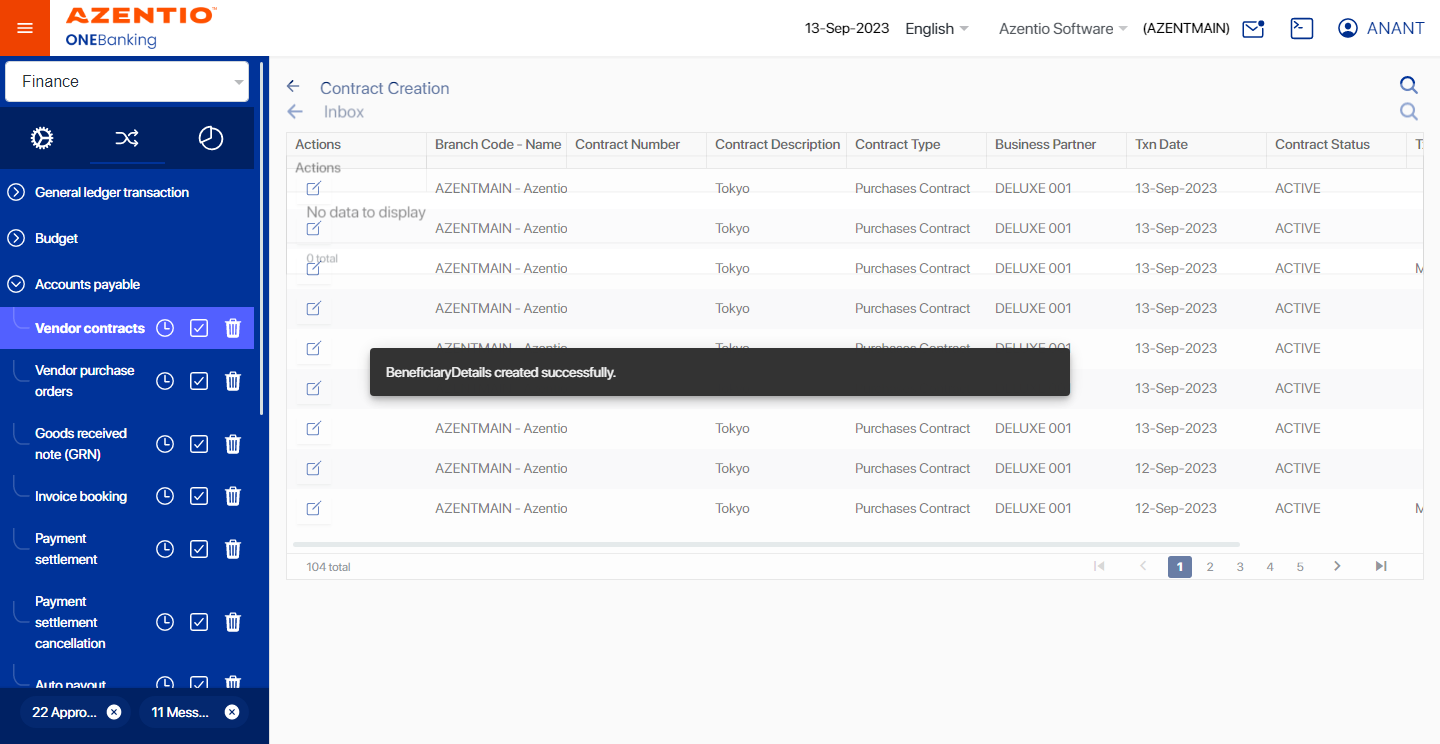 AZENTIO™
ONEBanking
13-Sep-2023 English Azentio Software (AZENTMAIN) ANANT
Finance
General ledger transaction
Budget
Accounts payable
Vendor contracts
Vendor purchase
orders
Goods received
note (GRN)
Invoice booking
Payment
settlement
Payment
settlement
cancellation
Auto payout
22 Appro... 11 Mess...
Contract Creation
Inbox
Actions Branch Code - Name Contract Number Contract Description Contract Type Business Partner Txn Date Contract Status
Actions
AZENTMAIN - Azentio Tokyo Purchases Contract DELUXE 001 13-Sep-2023 ACTIVE
No data to display
AZENTMAIN - Azentio Tokyo Purchases Contract DELUXE 001 13-Sep-2023 ACTIVE
0 total
AZENTMAIN - Azentio Tokyo Purchases Contract DELUXE 001 13-Sep-2023 ACTIVE M
AZENTMAIN - Azentio Tokyo Purchases Contract DELUXE 001 13-Sep-2023 ACTIVE
AZENTMAIN - Azentio Tokyo Purchases Contract DELUXE 001 13-Sep-2023 ACTIVE
BeneficiaryDetails created successfully.
13-Sep-2023 ACTIVE
AZENTMAIN - Azentio Tokyo Purchases Contract DELUXE 001 13-Sep-2023 ACTIVE
AZENTMAIN - Azentio Tokyo Purchases Contract DELUXE 001 12-Sep-2023 ACTIVE
AZENTMAIN - Azentio Tokyo Purchases Contract DELUXE 001 12-Sep-2023 ACTIVE M
104 total 1 2 3 4 5